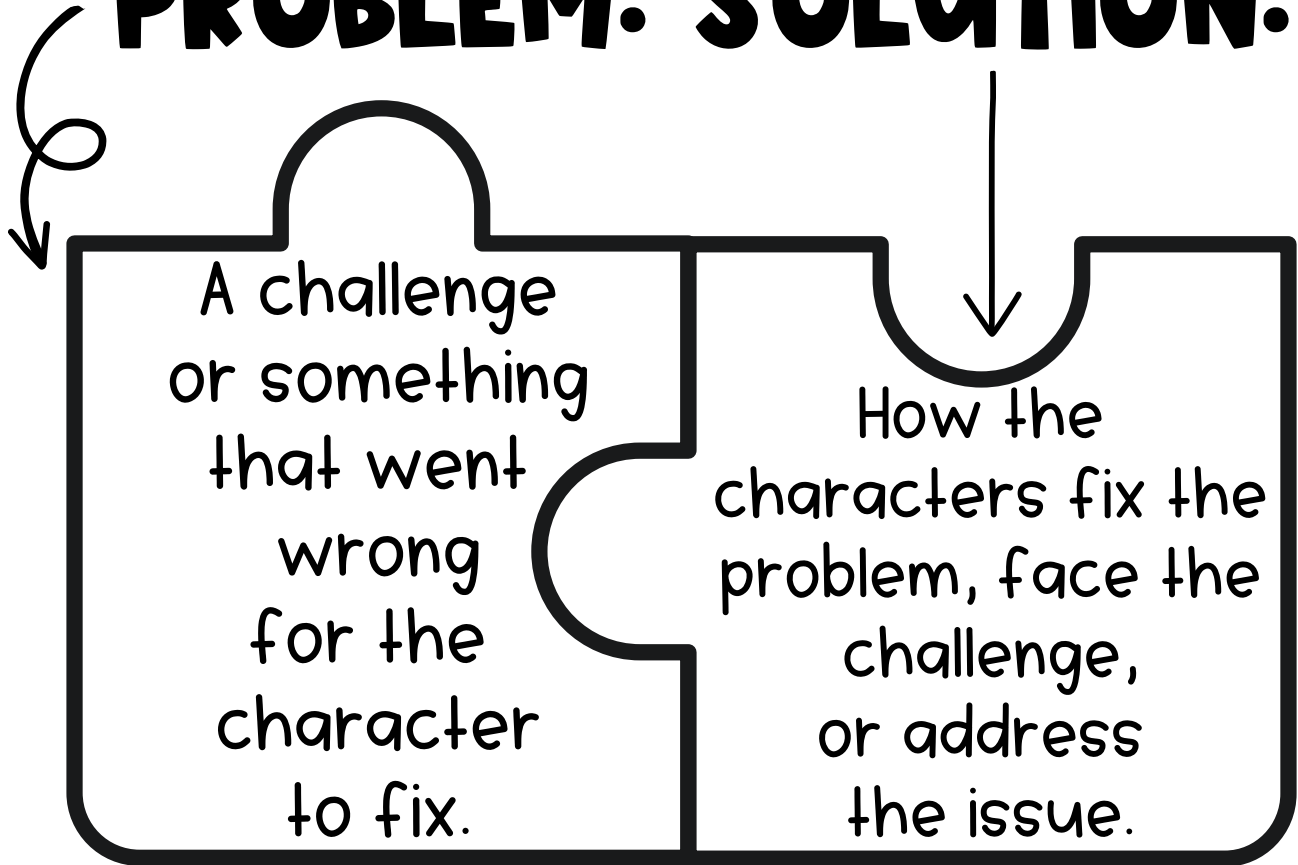 PROBLEM. SOLUTION.
A challenge
or something
that went
wrong
for the
character
to fix.
How the
characters fix the
problem, face the
challenge,
or address
the issue.